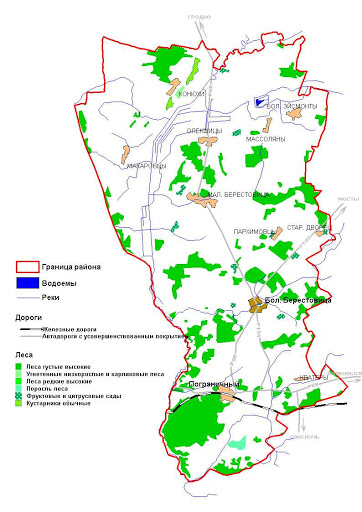 ГРОДНО
КОНЮХИ
БОЛ. ЭЙСМОНТЫ
ОЛЕКШИЦЫ
МАССОЛЯНЫ
МАКАРОВЦЫ
МАЛ. БЕРЕСТОВИЦА
МОСТЫ
СТАР. ДВОРЕЦ
ПАРХИМОВЦЫ
Граница района
Водоемы
Реки
Бол. Берестовица
Дороги
Железные дороги
Автодороги с усовершенствованным покрытием
Леса
Леса густые высокие
Угнетенные низкорослые и карликовые леса
Леса редкие высокие
Поросль леса
Фруктовые и цитрусовые сады
Кустарники обычные
Пограничный
СВИСЛОЧЬ